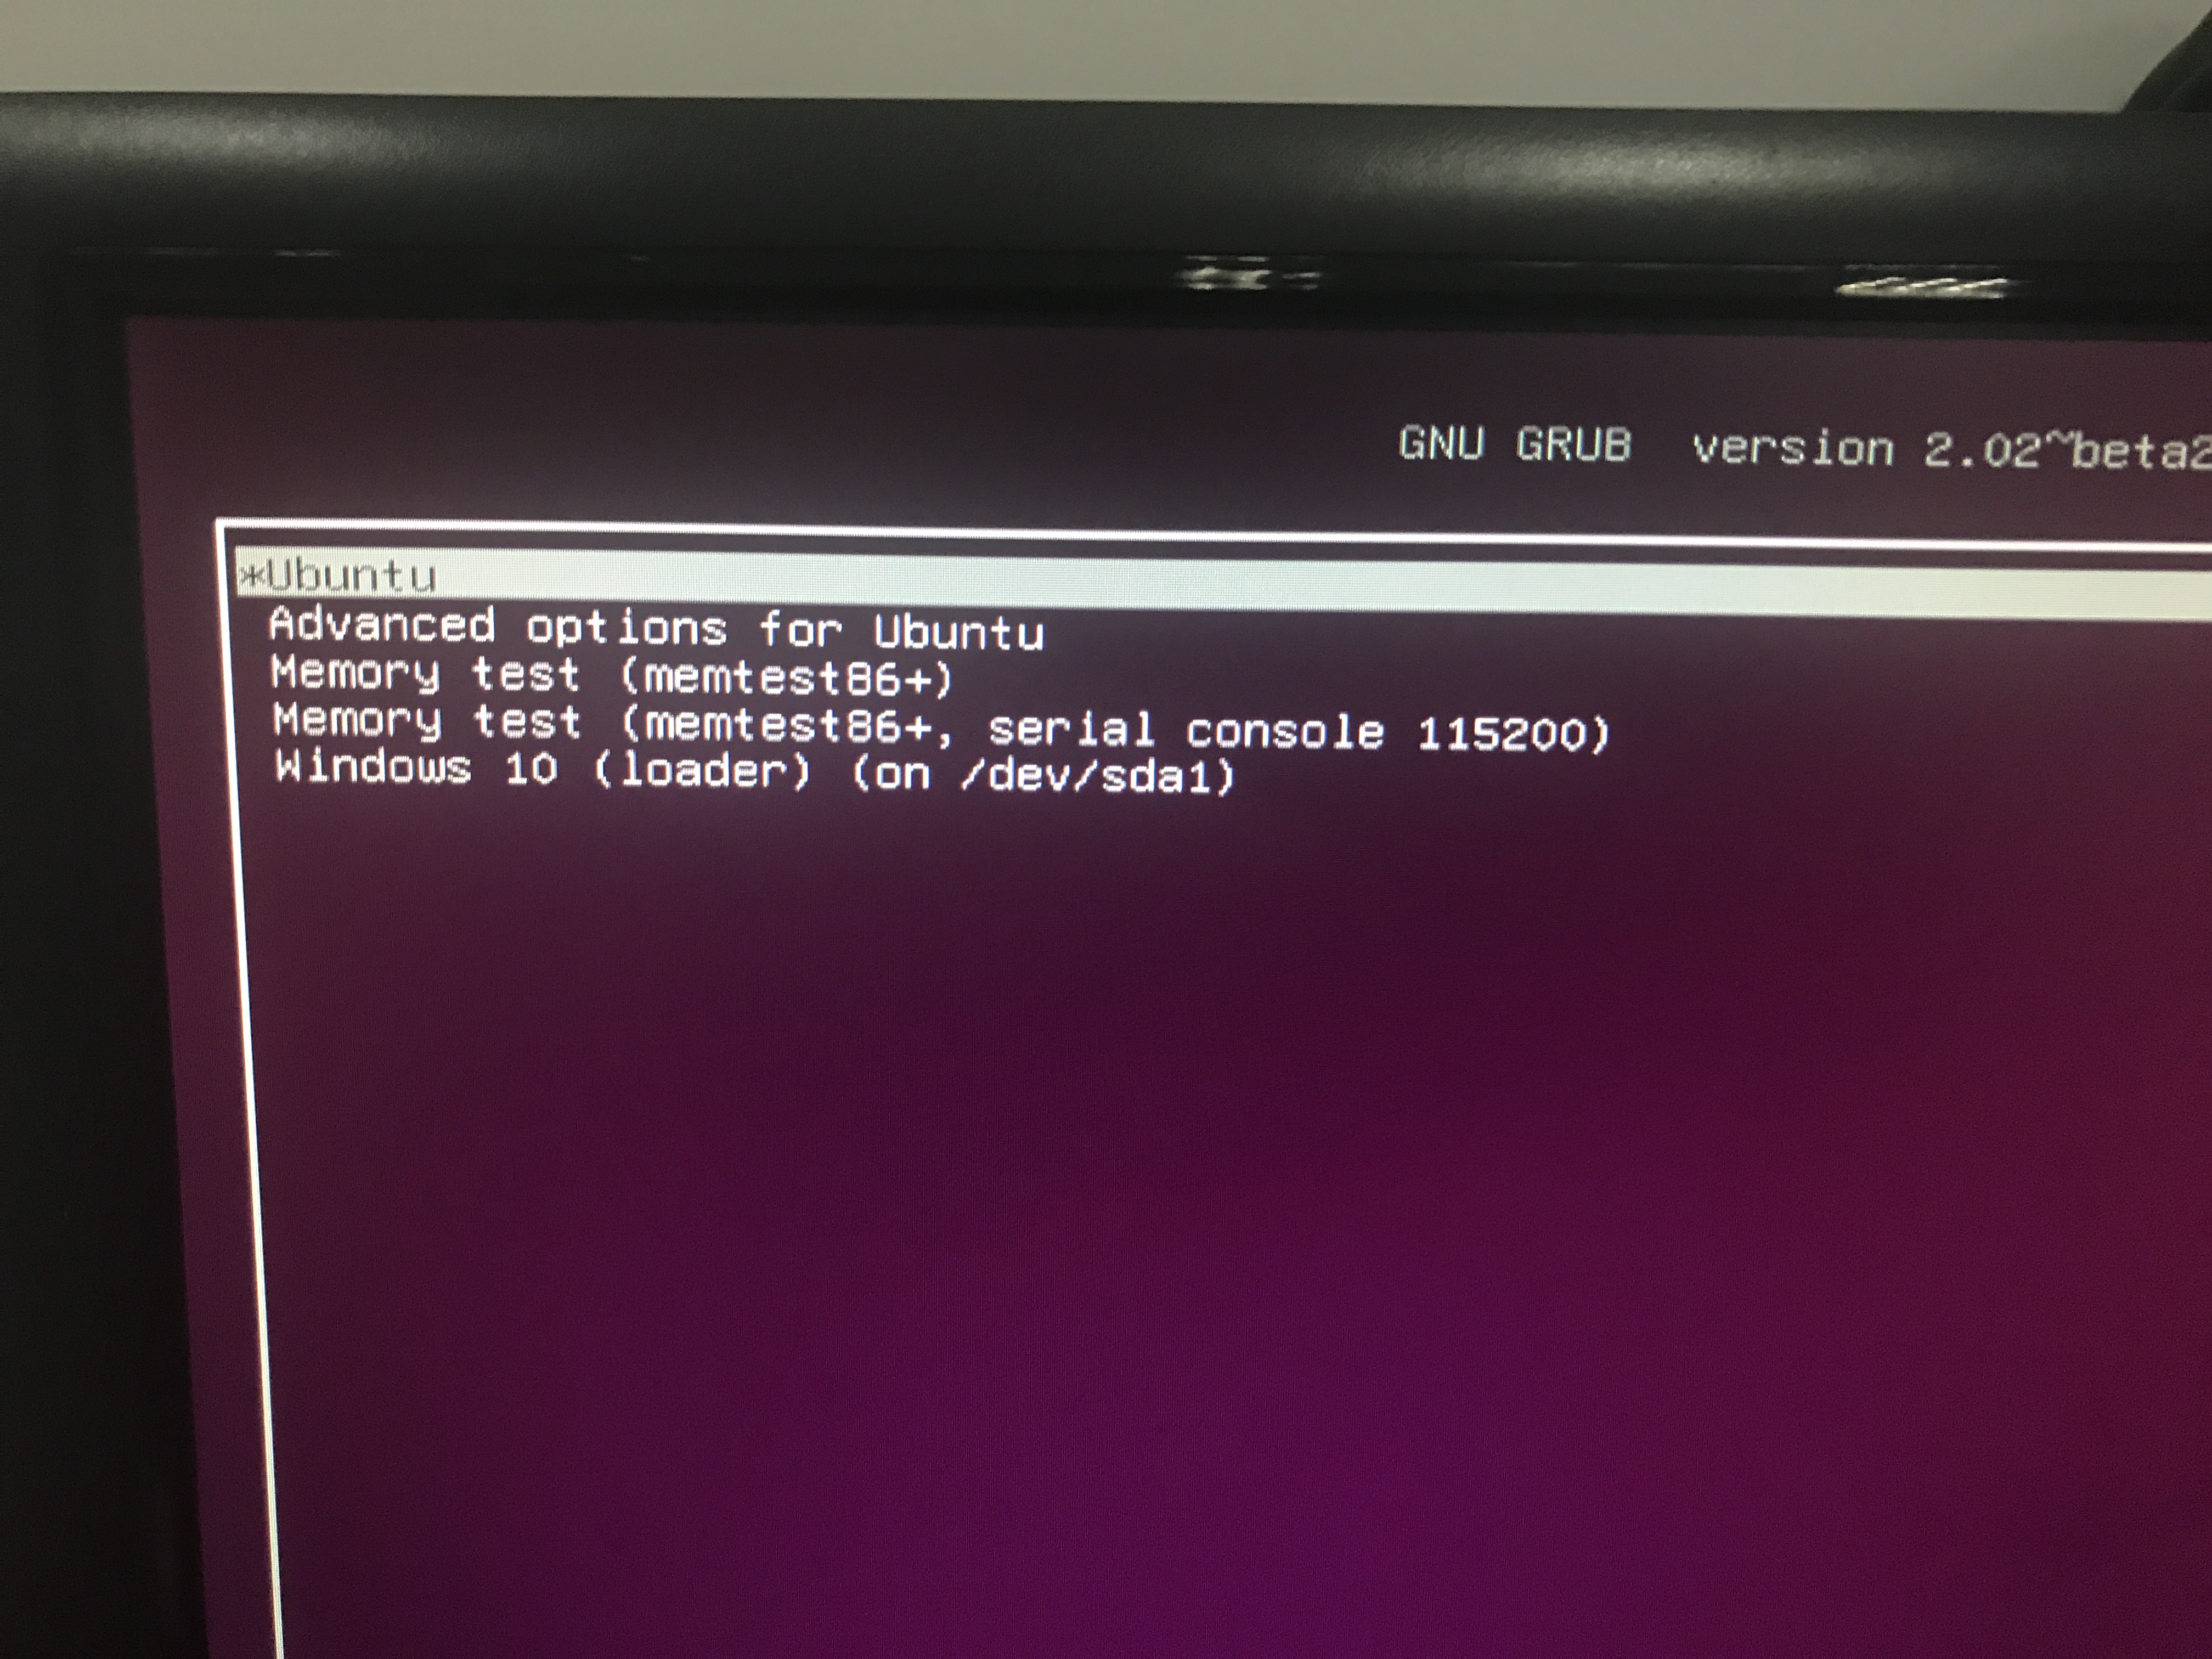 GNU GRUB version 2.02~beta2
*Ubuntu
Advanced options for Ubuntu
Memory test (memtest86+)
Memory test (memtest86+, serial console 115200)
Windows 10 (loader) (on /dev/sda1)